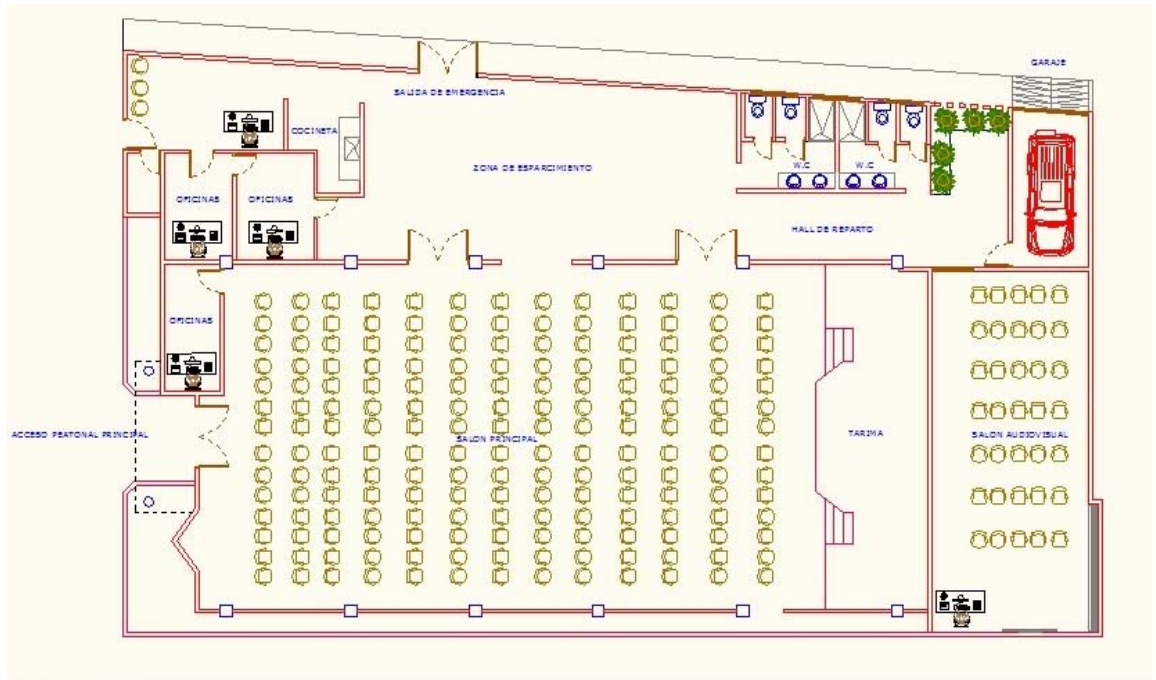 GARAJE
SALIDA DE EMERGENCIA
COCINETA
ZONA DE ESPARCIMIENTO
W.C
W.C
OFICINAS
OFICINAS
HALL DE REPARTO
OFICINAS
ACCESO PEATONAL PRINCIPAL
SALON PRINCIPAL
TARIMA
SALON AUDIOVISUAL